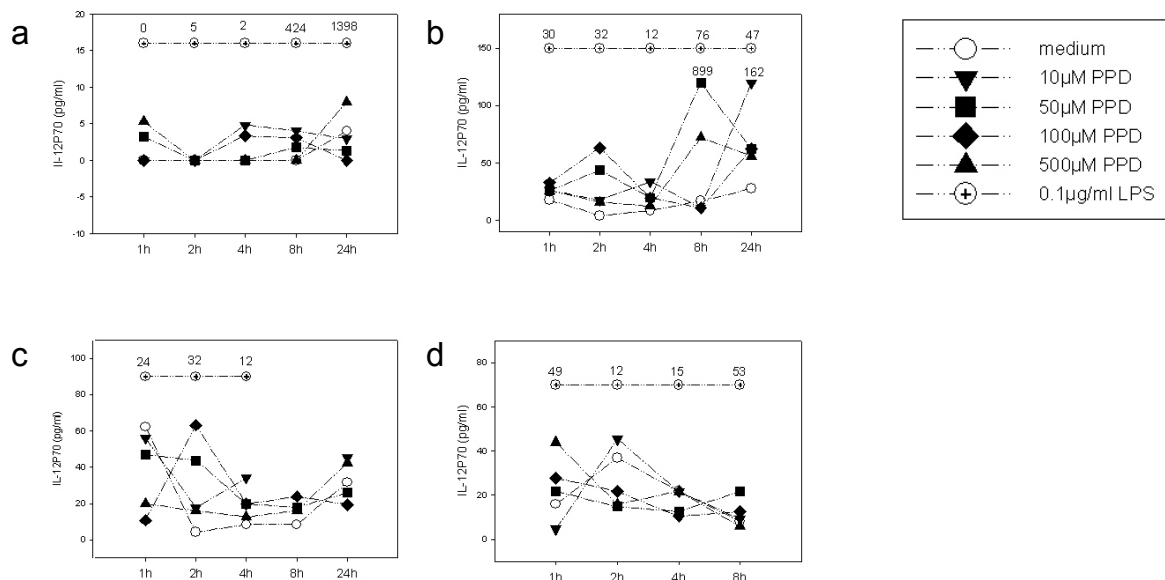 a
0 5 2 424 1398
20
15
10
5
0
-5
-10
Il-12P70 (pg/ml)
1h 2h 4h 8h 24h
b
30 32 12 76 47
899 162
150
100
50
0
IL-12P70 (pg/ml)
1h 2h 4h 8h 24h
medium
10µM PPD
50µM PPD
100µM PPD
500µM PPD
0.1µg/ml LPS
c
24 32 12
100
80
60
40
20
0
IL-12P70 (pg/ml)
1h 2h 4h 8h 24h
d
49 12 15 53
80
60
40
20
0
IL-12P70 (pg/ml)
1h 2h 4h 8h